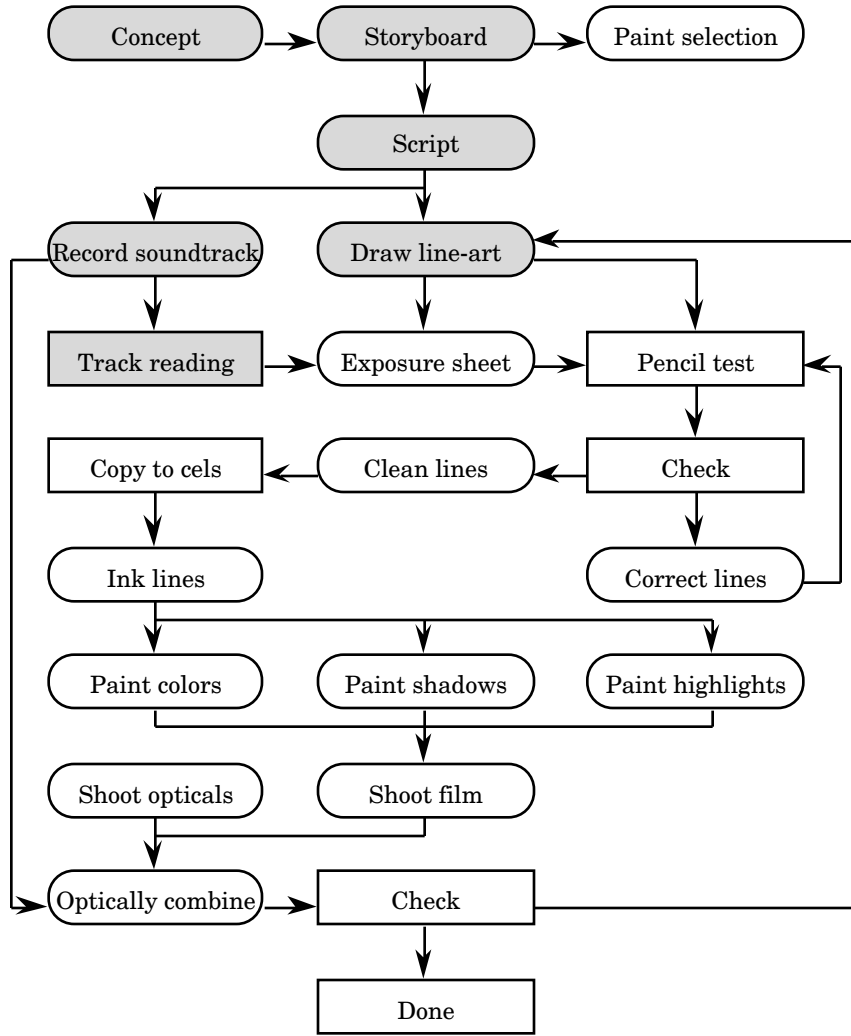 Concept
Storyboard
Paint selection
Script
Record soundtrack
Draw line-art
Track reading
Exposure sheet
Pencil test
Copy to cels
Clean lines
Check
Ink lines
Correct lines
Paint colors
Paint shadows
Paint highlights
Shoot opticals
Shoot film
Optically combine
Check
Done